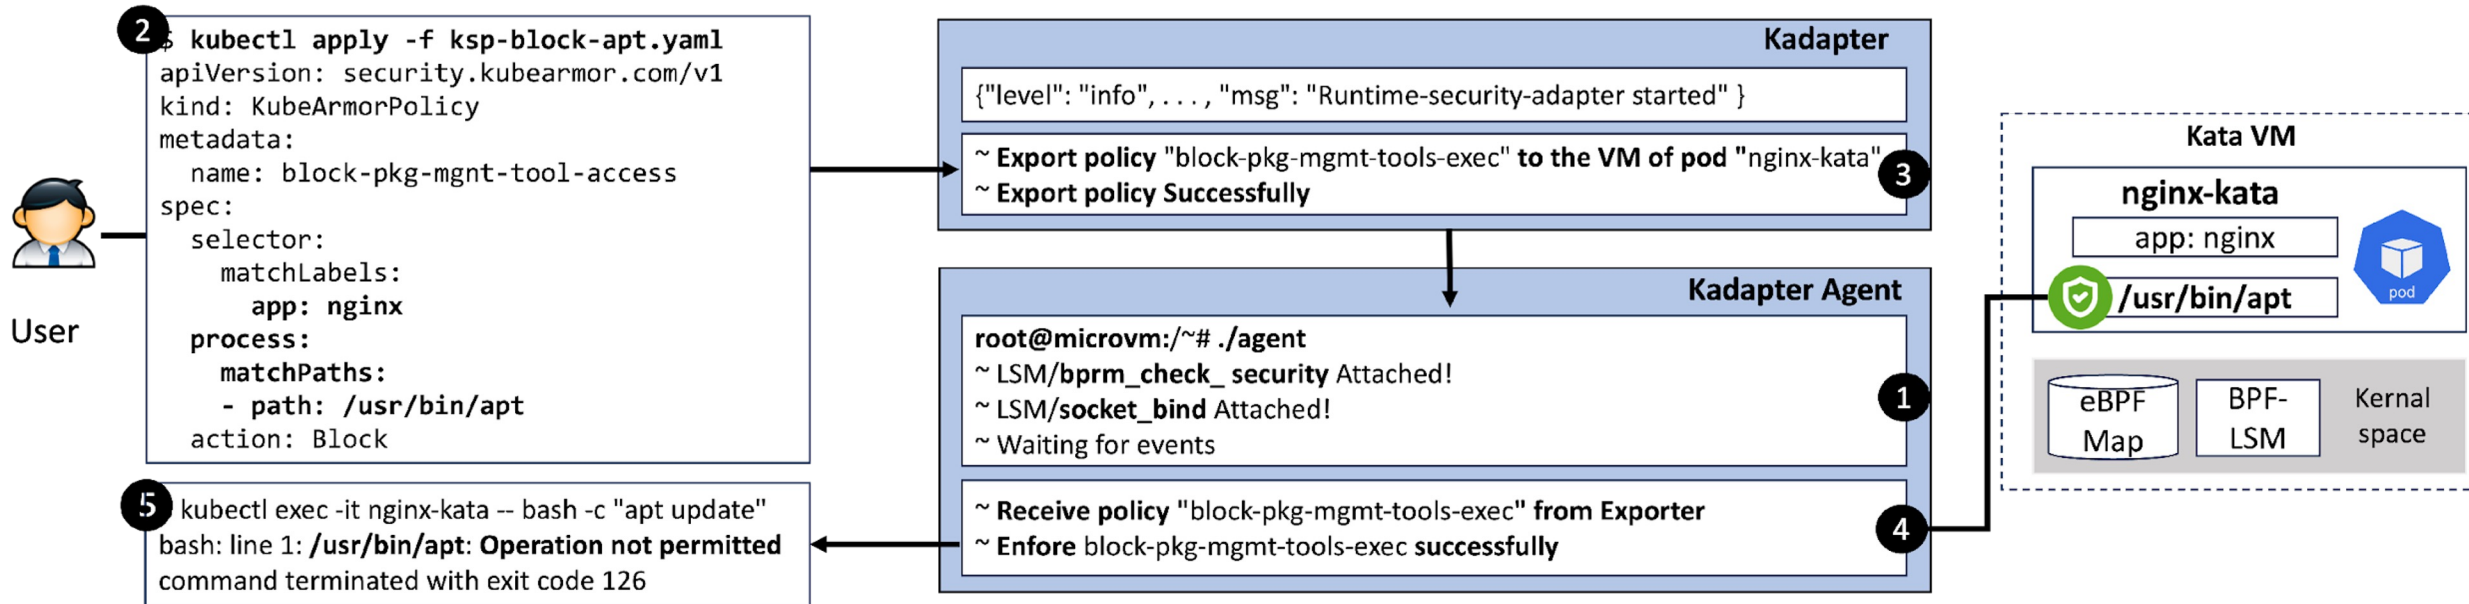 2
$ kubectl apply -f ksp-block-apt.yaml
apiVersion: security.kubearmor.com/v1
kind: KubeArmorPolicy
metadata:
name: block-pkg-mgnt-tool-access
spec:
selector:
matchLabels:
app: nginx
process:
matchPaths:
- path: /usr/bin/apt
action: Block
User
5
kubectl exec -it nginx-kata -- bash -c "apt update"
bash: line 1: /usr/bin/apt: Operation not permitted
command terminated with exit code 126
Kadapter
{"level": "info", . . . , "msg": "Runtime-security-adapter started" }
~ Export policy "block-pkg-mgmt-tools-exec" to the VM of pod "nginx-kata"
~ Export policy Successfully
3
Kadapter Agent
root@microvm:/~# ./agent
~ LSM/bprm_check_ security Attached!
~ LSM/socket_bind Attached!
~ Waiting for events
1
~ Receive policy "block-pkg-mgmt-tools-exec" from Exporter
~ Enfore block-pkg-mgmt-tools-exec successfully
4
Kata VM
nginx-kata
app: nginx
/usr/bin/apt
pod
eBPF
Map
BPF-
LSM
Kernal
space